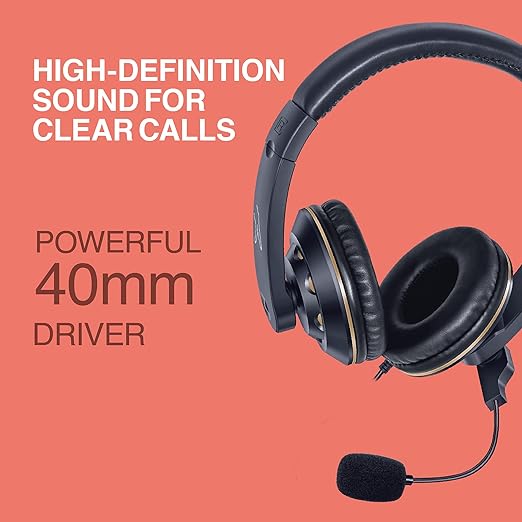 HIGH-DEFINITION
SOUND FOR
CLEAR CALLS
POWERFUL
40mm
DRIVER